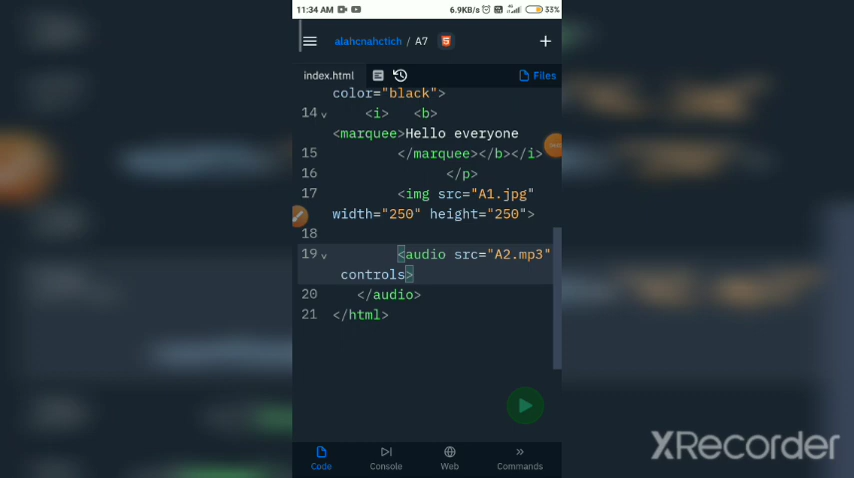 11:34 AM 6.9KB/s 33%
alahcnahctich / A7
index.html Files
color="black">
14 <i> <b>
<marquee>Hello everyone
15 </marquee></b></i>
16 </p>
17 <img src="A1.jpg"
width="250" height="250">
18
19 <audio src="A2.mp3"
controls>
20 </audio>
21 </html>
Code Console Web Commands
XRecorder